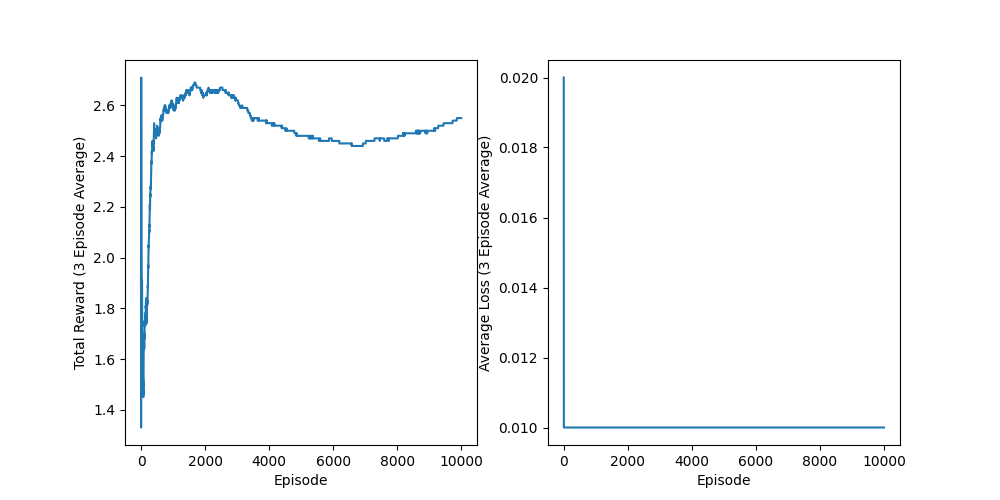 Total Reward (3 Episode Average)
2.6
2.4
2.2
2.0
1.8
1.6
1.4
0 2000 4000 6000 8000 10000
Episode
Average Loss (3 Episode Average)
0.020
0.018
0.016
0.014
0.012
0.010
0 2000 4000 6000 8000 10000
Episode